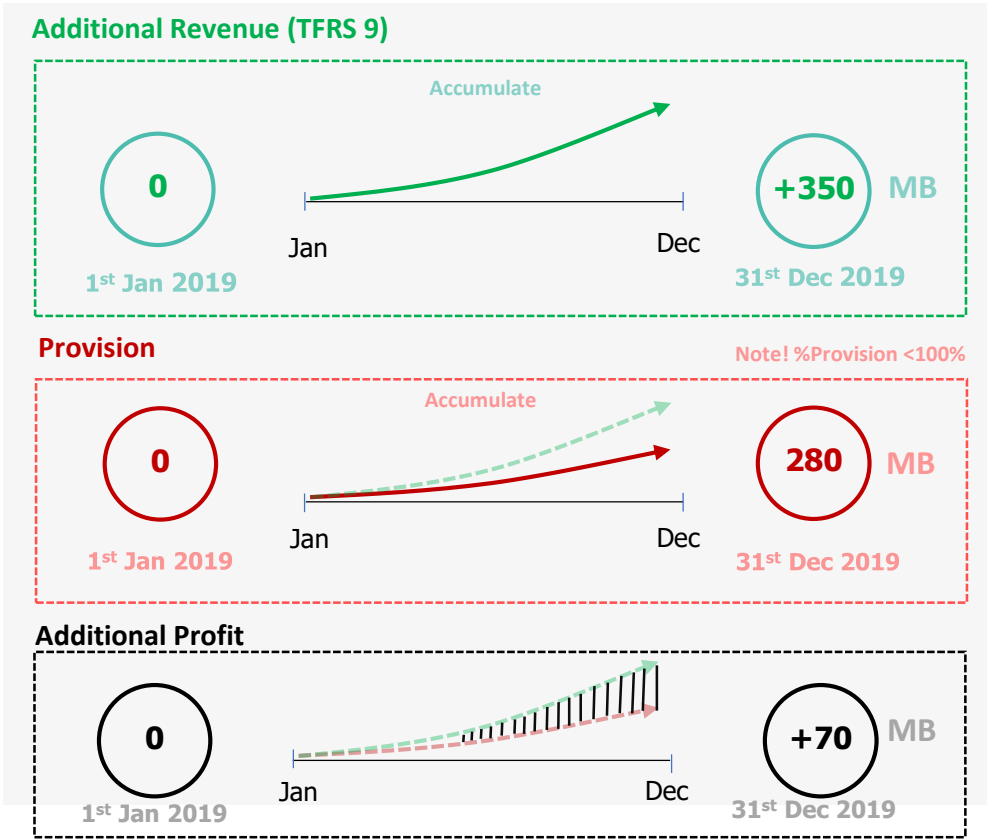 Additional Revenue (TFRS 9)
Accumulate
0
+350 MB
Jan
Dec
1st Jan 2019
31st Dec 2019
Provision
Note! %Provision <100%
Accumulate
0
280 MB
Jan
Dec
1st Jan 2019
31st Dec 2019
Additional Profit
0
+70 MB
Jan
Dec
1st Jan 2019
31st Dec 2019